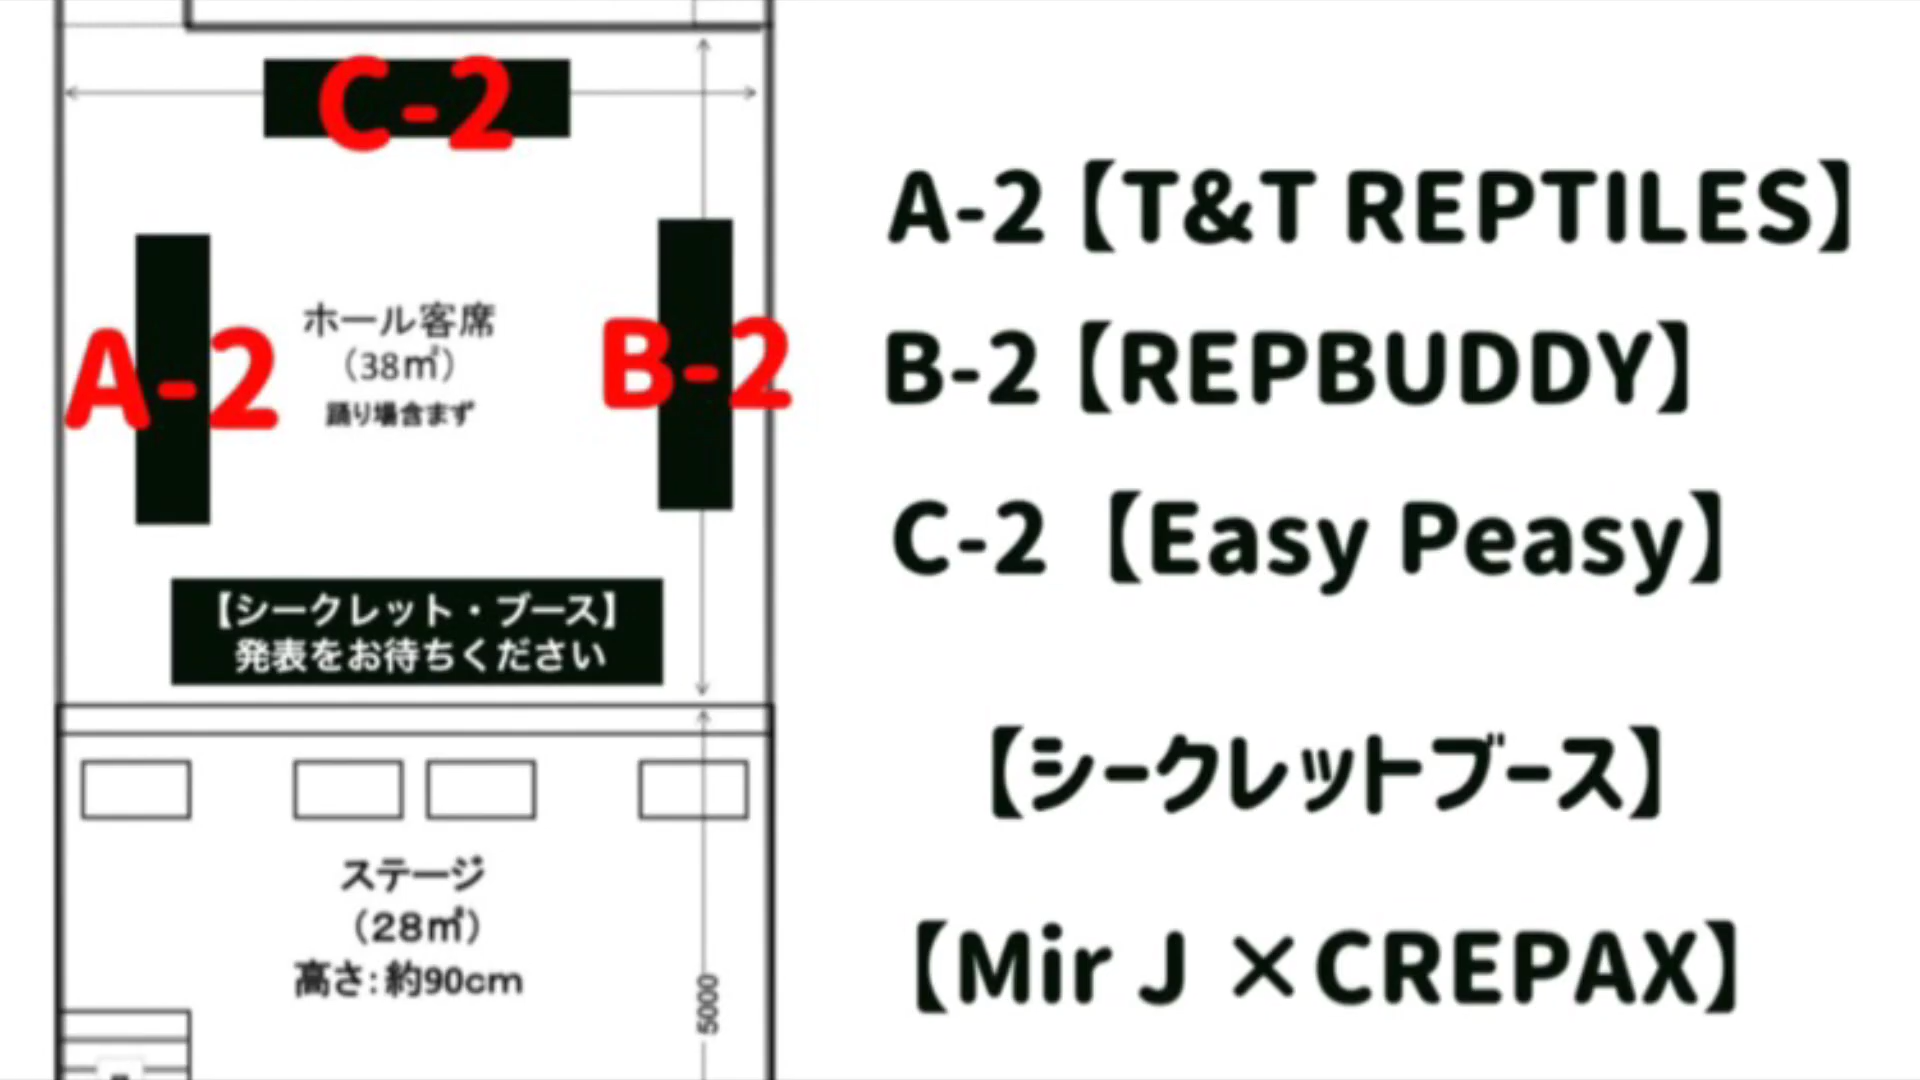 C-2
A-2
ホール客席
(38㎡)
踊り場含まず
B-2
【シークレット・ブース】
発表をお待ちください
ステージ
(28㎡)
高さ:約90cm
5000
A-2【T&T REPTILES】
B-2【REPBUDDY】
C-2【Easy Peasy】
【シークレットブース】
【Mir J ×CREPAX】